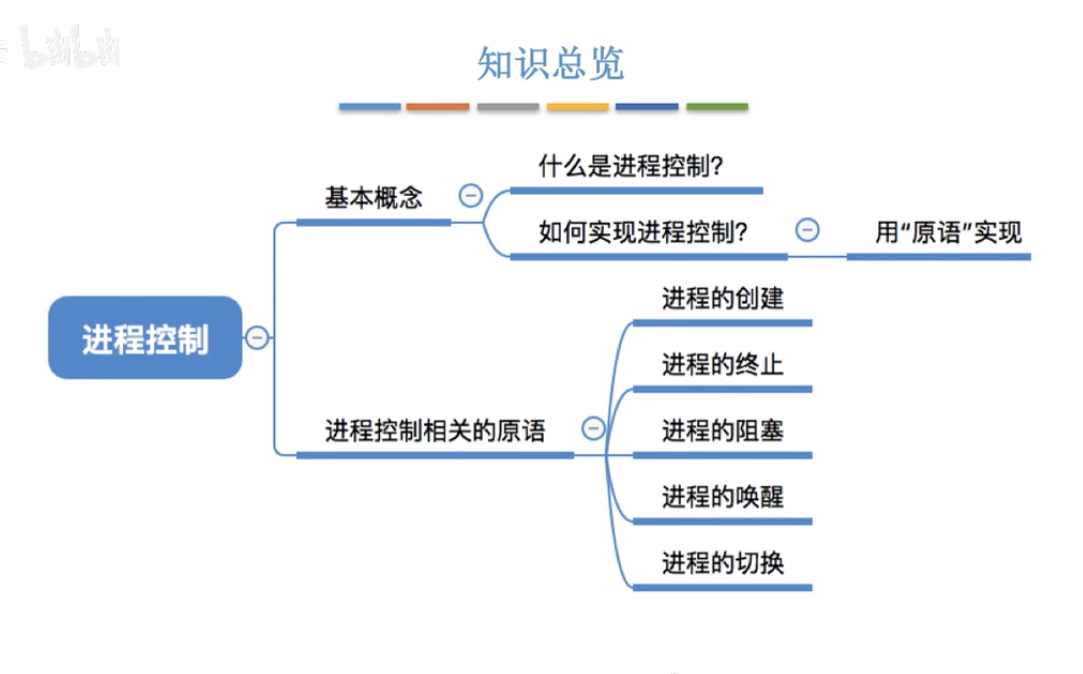 bilibili
知识总览
什么是进程控制？
基本概念
如何实现进程控制？
用“原语”实现
进程控制
进程的创建
进程的终止
进程控制相关的原语
进程的阻塞
进程的唤醒
进程的切换